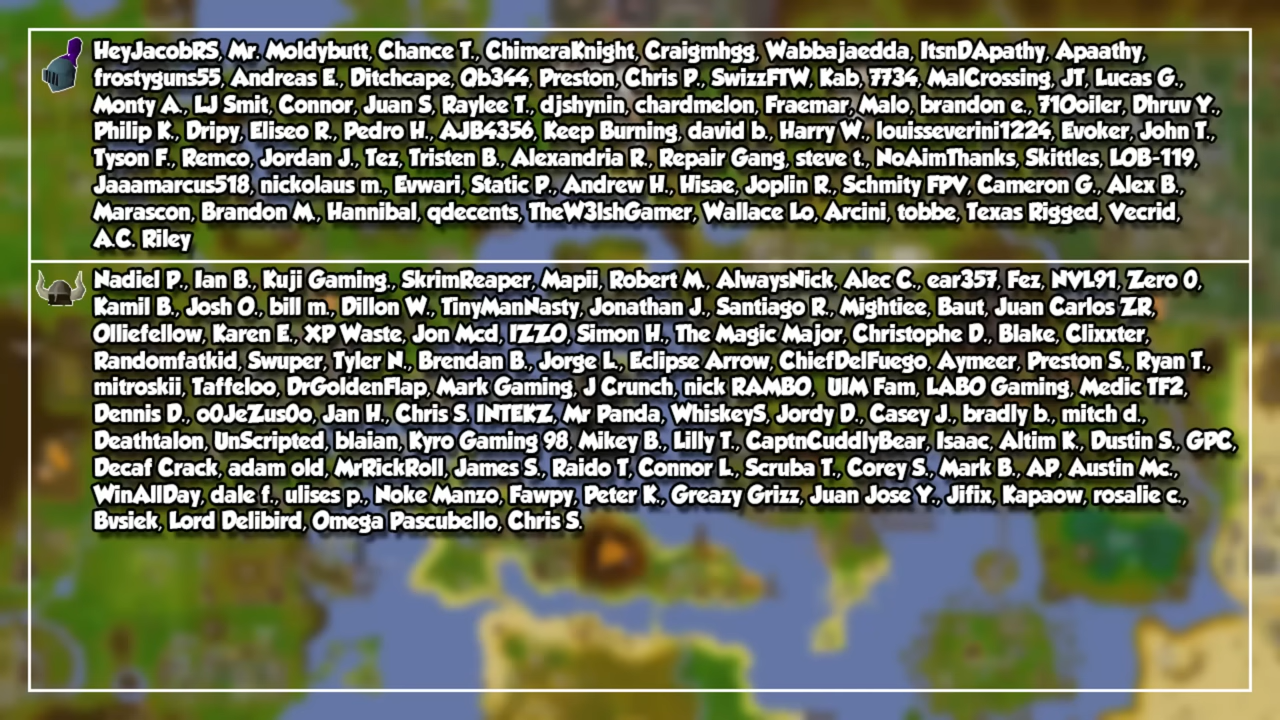 HeyJacobRS, Mr. Moldybutt, Chance T., ChimeraKnight, Craigmhgg, Wabbajaedda, ItsnDApathy, Apaathy,
frostyguns55, Andreas E., Ditchcape, Qb344, Preston, Chris P., SwizzFTW, Kab, 7734, MalCrossing, JT, Lucas G.,
Monty A., LJ Smit, Connor, Juan S, Raylee T., djshynin, chardmelon, Fraemar, Malo, brandon e., 710oiler, Dhruv Y.,
Philip K., Dripy, Eliseo R., Pedro H., AJB4356, Keep Burning, david b., Harry W., louisseverini1224, Evoker, John T.,
Tyson F., Remco, Jordan J., Tez, Tristen B., Alexandria R., Repair Gang, steve t., NoAimThanks, Skittles, LOB-119,
Jaaamarcus518, nickolaus m., Evwari, Static P., Andrew H., Hisae, Joplin R., Schmity FPV, Cameron G., Alex B.,
Marascon, Brandon M., Hannibal, qdecents, TheW3lshGamer, Wallace Lo, Arcini, tobbe, Texas Rigged, Vecrid,
A.C. Riley
Nadiel P., Ian B., Kuji Gaming., SkrimReaper, Mapii, Robert M., AlwaysNick, Alec C., ear357, Fez, NVL91, Zero 0,
Kamil B., Josh O., bill m., Dillon W., TinyManNasty, Jonathan J., Santiago R., Mightiee, Baut, Juan Carlos ZR,
Olliefellow, Karen E., XP Waste, Jon Mcd, IZZO, Simon H., The Magic Major, Christophe D., Blake, Clixxter,
Randomfatkid, Swuper, Tyler N., Brendan B., Jorge L., Eclipse Arrow, ChiefDelFuego, Aymeer, Preston S., Ryan T.,
mitroskii, Taffeloo, DrGoldenFlap, Mark Gaming, J Crunch, nick RAMBO, UIM Fam, LABO Gaming, Medic TF2,
Dennis D., o0JeZus0o, Jan H., Chris S. INTEKZ, Mr Panda, WhiskeyS, Jordy D., Casey J., bradly b., mitch d.,
Deathtalon, UnScripted, blaian, Kyro Gaming 98, Mikey B., Lilly T., CaptnCuddlyBear, Isaac, Altim K., Dustin S., GPC,
Decaf Crack, adam old, MrRickRoll, James S., Raido T, Connor L., Scruba T., Corey S., Mark B., AP, Austin Mc.,
WinAllDay, dale f., ulises p., Noke Manzo, Fawpy, Peter K., Greazy Grizz, Juan Jose Y., Jifix, Kapaow, rosalie c.,
Bvsiek, Lord Delibird, Omega Pascubello, Chris S.